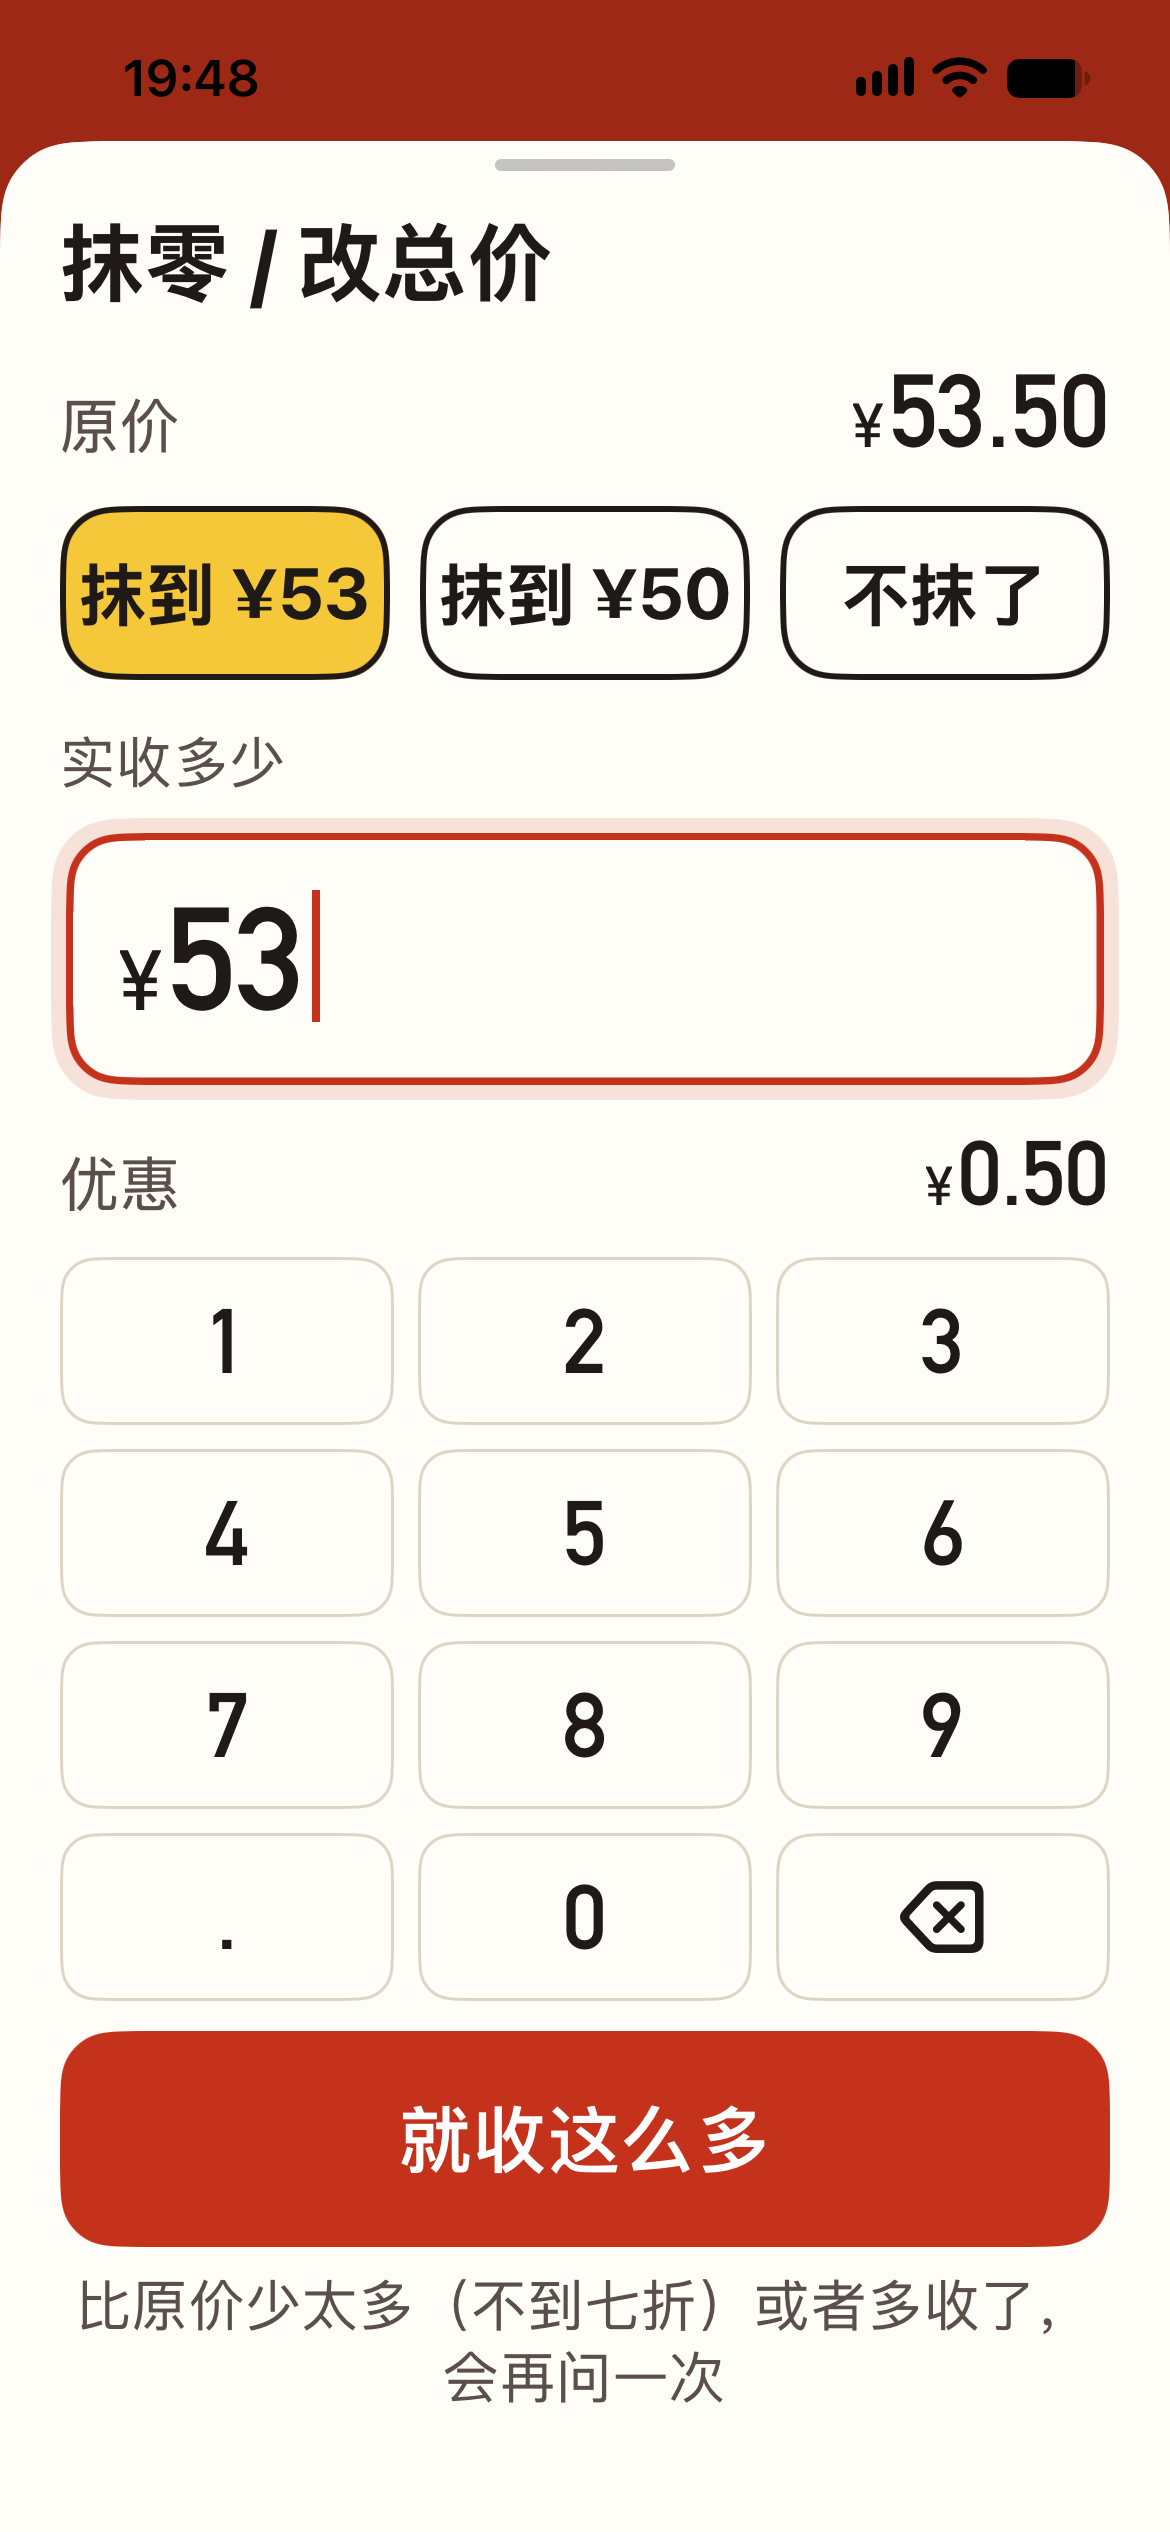 19:48
抹零 / 改总价
原价 ¥53.50
抹到 ¥53 抹到 ¥50 不抹了
实收多少
¥53
优惠 ¥0.50
1 2 3
4 5 6
7 8 9
. 0
就收这么多
比原价少太多（不到七折）或者多收了，
会再问一次